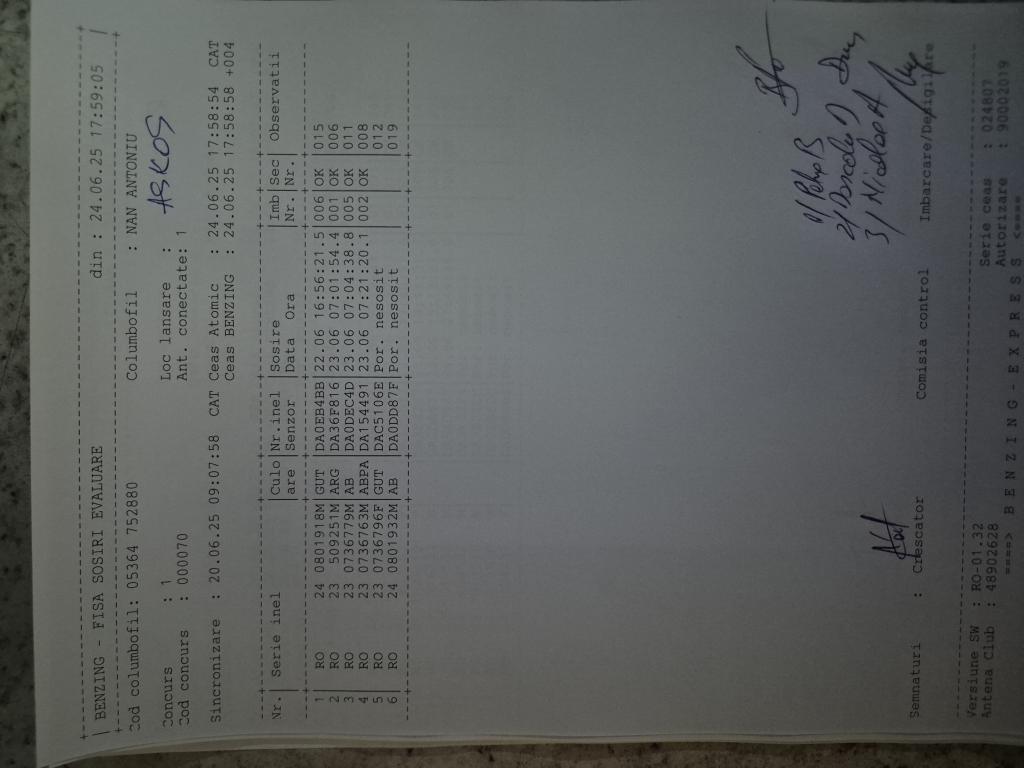 BENZING - FISA SOSIRI EVALUARE din : 24.06.25 17:59:05
Cod columbofil: 05364 752880 Columbofil : NAN ANTONIU
Concurs : 1 Loc lansare : ASKOS
Cod concurs : 000070 Ant. conectate: 1
Sincronizare : 20.06.25 09:07:58 CAT Ceas Atomic : 24.06.25 17:58:54 CAT
Ceas BENZING : 24.06.25 17:58:58 +004
Nr| Serie inel |Culo|Nr.inel |Sosire |Imb|Sec| Observatii
are |Senzor |Data Ora |Nr.|Nr.|
1 | RO 24 0801918M|GUT |DA0EB4BB|22.06 16:56:21.5|006|OK |015
2 | RO 23 509251M|ARG |DA36F816|23.06 07:01:54.4|001|OK |006
3 | RO 23 0736779M|AB |DA0DEC4D|23.06 07:04:38.8|005|OK |011
4 | RO 23 0736763M|ABPA|DA154491|23.06 07:21:20.1|002|OK |008
5 | RO 23 0736796F|GUT |DAC5106E|Por. nesosit | | |012
6 | RO 24 0801932M|AB |DA0DD87F|Por. nesosit | | |019
1/
2/
3/ Nicolae A
Semnaturi : Crescator Comisia control Imbarcare/Desigilare
Versiune SW : RO-01.32 Serie ceas : 024807
Antena Club : 48902628 Autorizare : 90002019
====> B E N Z I N G - E X P R E S S <====